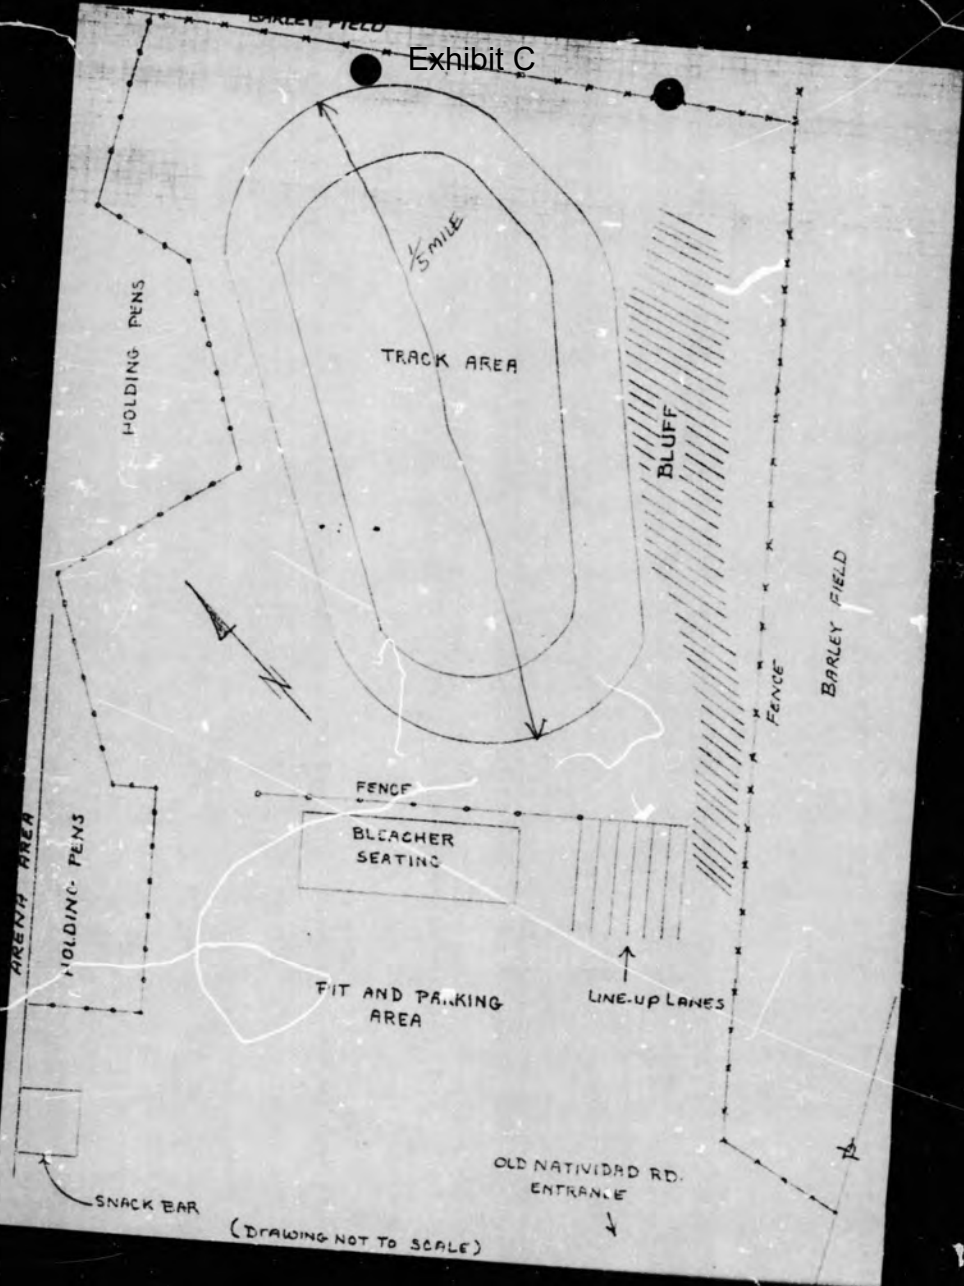 BARLEY FIELD
Exhibit C
1/5 MILE
HOLDING PENS
TRACK AREA
BLUFF
BARLEY FIELD
FENCE
FENCE
BLEACHER
SEATING
ARENA AREA
HOLDING PENS
PIT AND PARKING
AREA
LINE-UP LANES
OLD NATIVIDAD RD.
ENTRANCE
SNACK BAR
(DRAWING NOT TO SCALE)
N